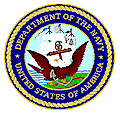 DEPARTMENT OF THE NAVY
UNITED STATES OF AMERICA